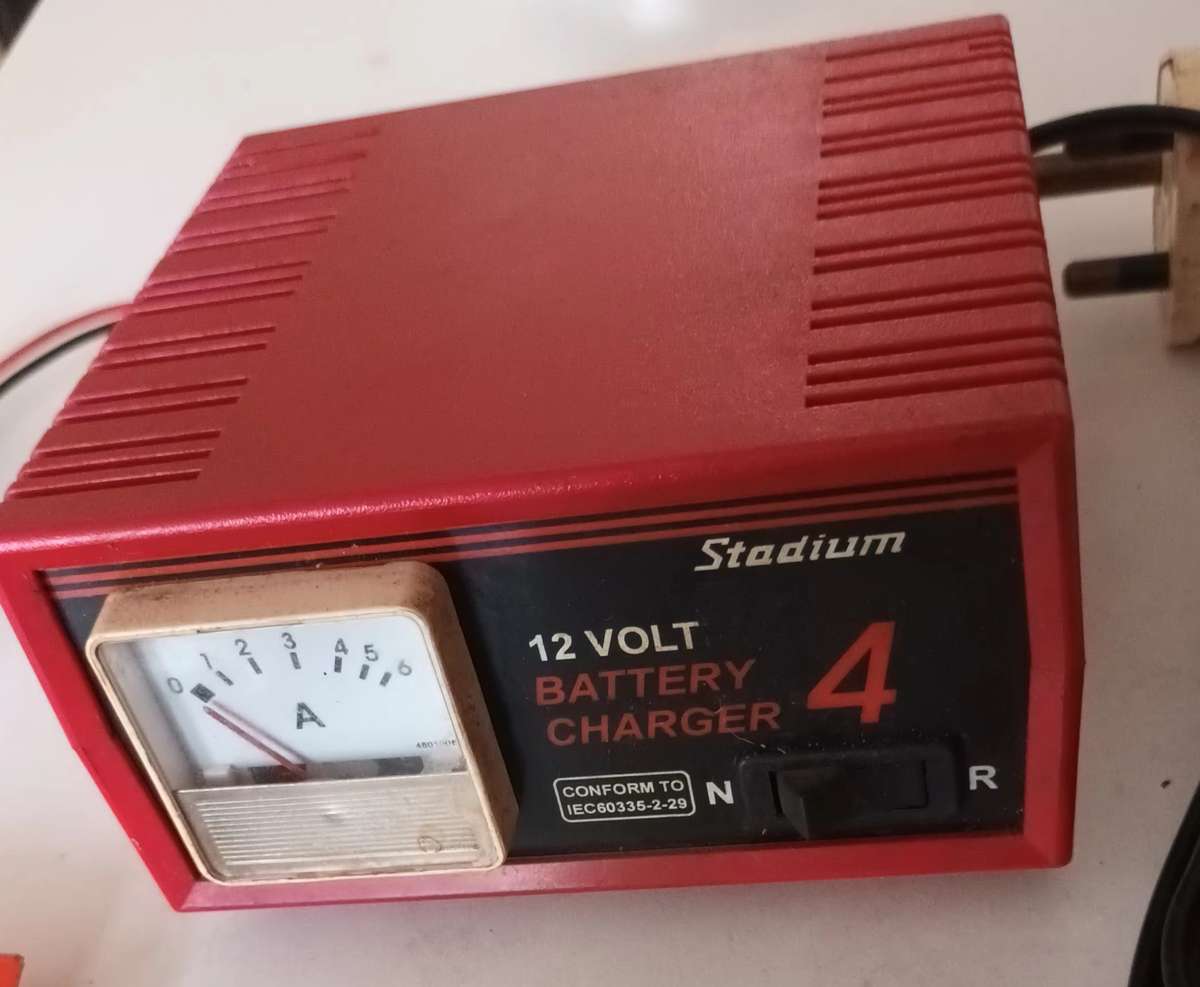 Stadium
12 VOLT
BATTERY
CHARGER
4
CONFORM TO
IEC60335-2-29
N
R
0 1 2 3 4 5 6
A